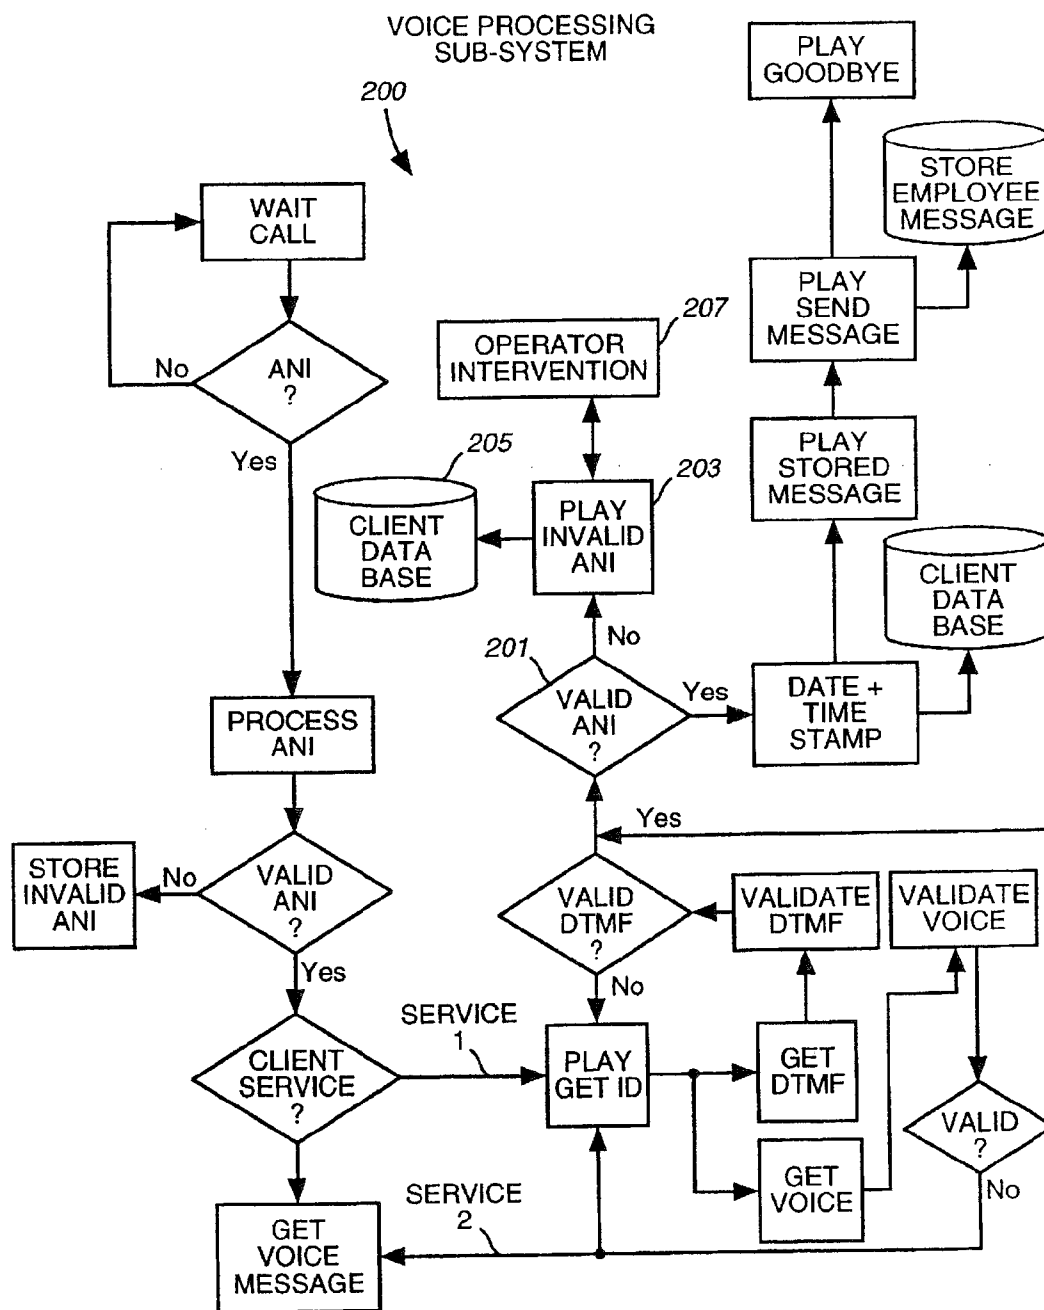 VOICE PROCESSING
SUB-SYSTEM
200
PLAY
GOODBYE
STORE
EMPLOYEE
MESSAGE
WAIT
CALL
PLAY
SEND
MESSAGE
207
OPERATOR
INTERVENTION
No
ANI
?
Yes
205
CLIENT
DATA
BASE
203
PLAY
INVALID
ANI
PLAY
STORED
MESSAGE
CLIENT
DATA
BASE
No
201
VALID
ANI
?
Yes
DATE +
TIME
STAMP
PROCESS
ANI
Yes
STORE
INVALID
ANI
No
VALID
ANI
?
Yes
VALID
DTMF
?
No
VALIDATE
DTMF
VALIDATE
VOICE
CLIENT
SERVICE
?
SERVICE
1
PLAY
GET ID
GET
DTMF
VALID
?
No
GET
VOICE
SERVICE
2
GET
VOICE
MESSAGE